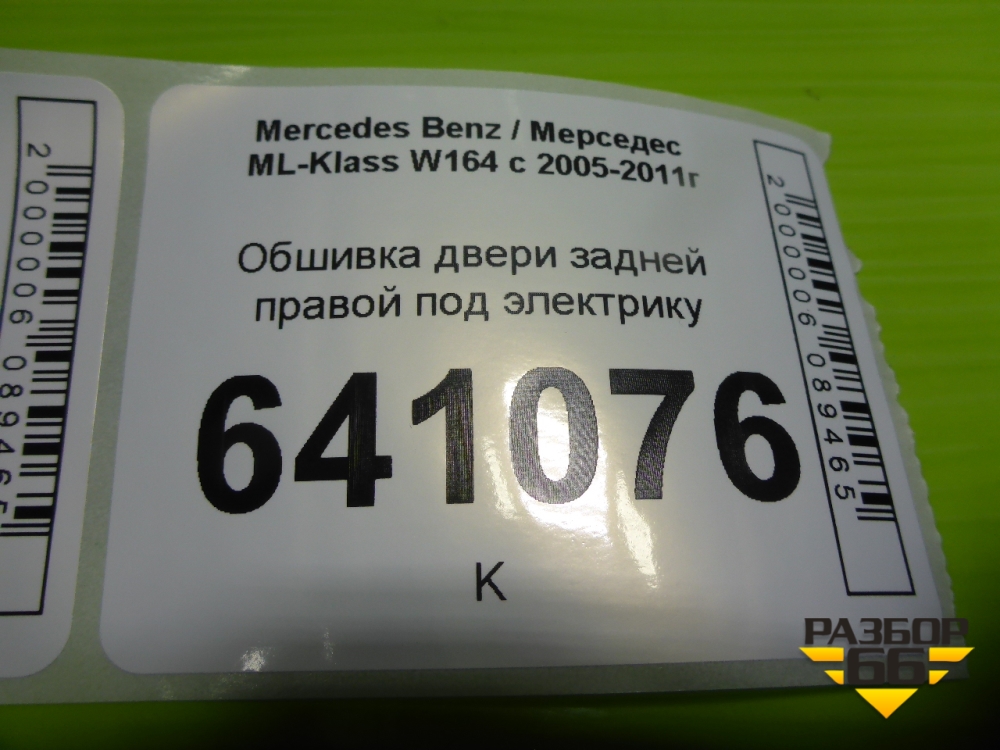 Mercedes Benz / Мерседес
ML-Klass W164 с 2005-2011г
Обшивка двери задней
правой под электрику
641076
К
2000006089465
2000006089465
РАЗБОР
66